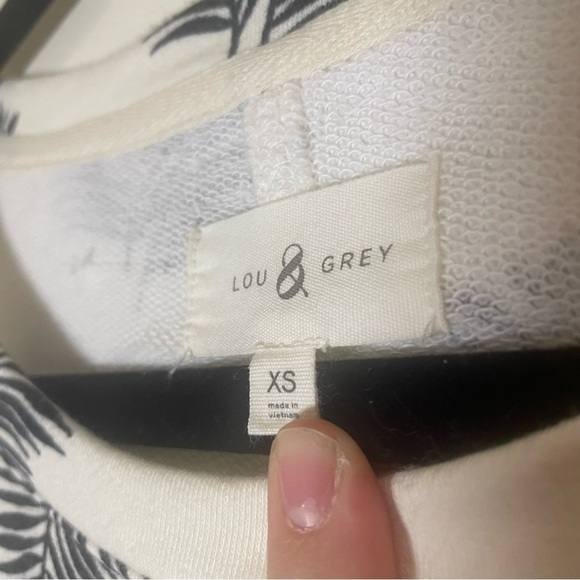 LOU & GREY
XS
made in
vietnam